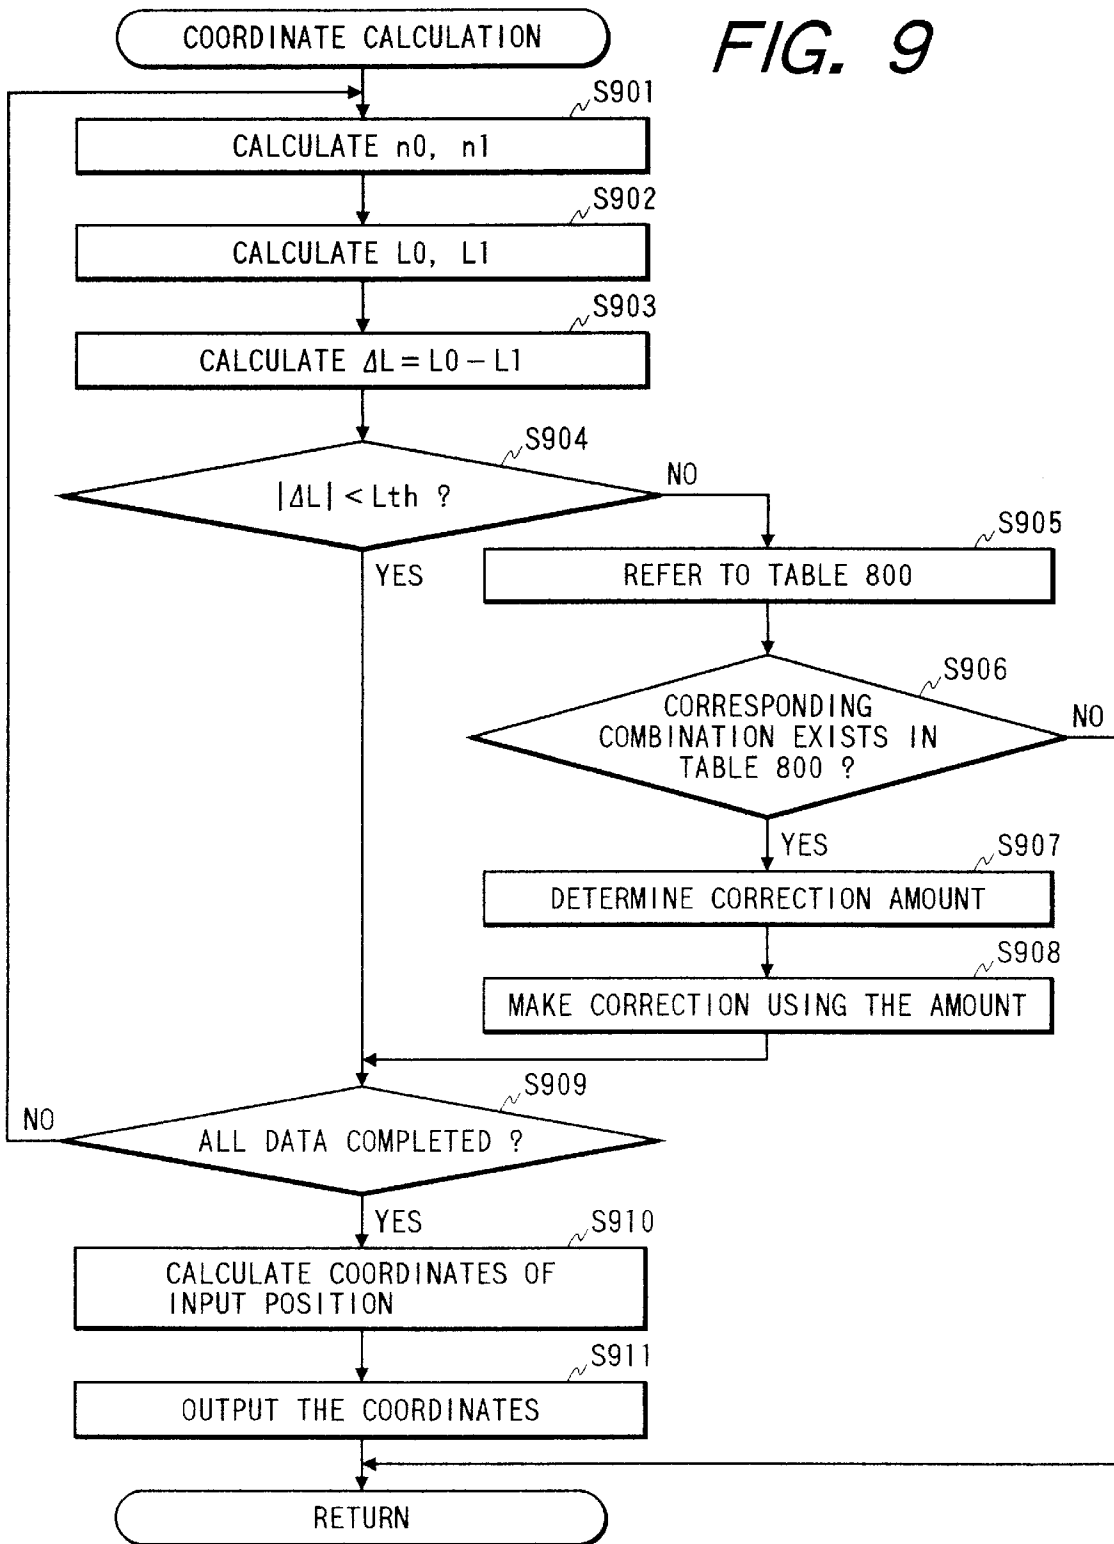 COORDINATE CALCULATION
FIG. 9
S901
CALCULATE n0, n1
S902
CALCULATE L0, L1
S903
CALCULATE ΔL=L0-L1
S904
|ΔL|<Lth ?
NO
YES
S905
REFER TO TABLE 800
S906
CORRESPONDING
COMBINATION EXISTS IN
TABLE 800 ?
NO
YES
S907
DETERMINE CORRECTION AMOUNT
S908
MAKE CORRECTION USING THE AMOUNT
S909
ALL DATA COMPLETED ?
NO
YES
S910
CALCULATE COORDINATES OF
INPUT POSITION
S911
OUTPUT THE COORDINATES
RETURN